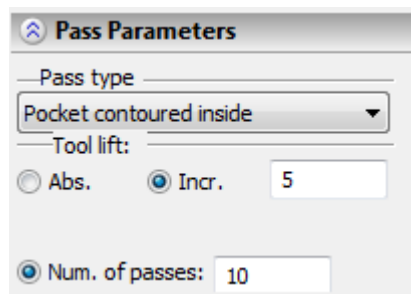 Pass Parameters
Pass type
Pocket contoured inside
Tool lift:
Abs. Incr. 5
Num. of passes: 10